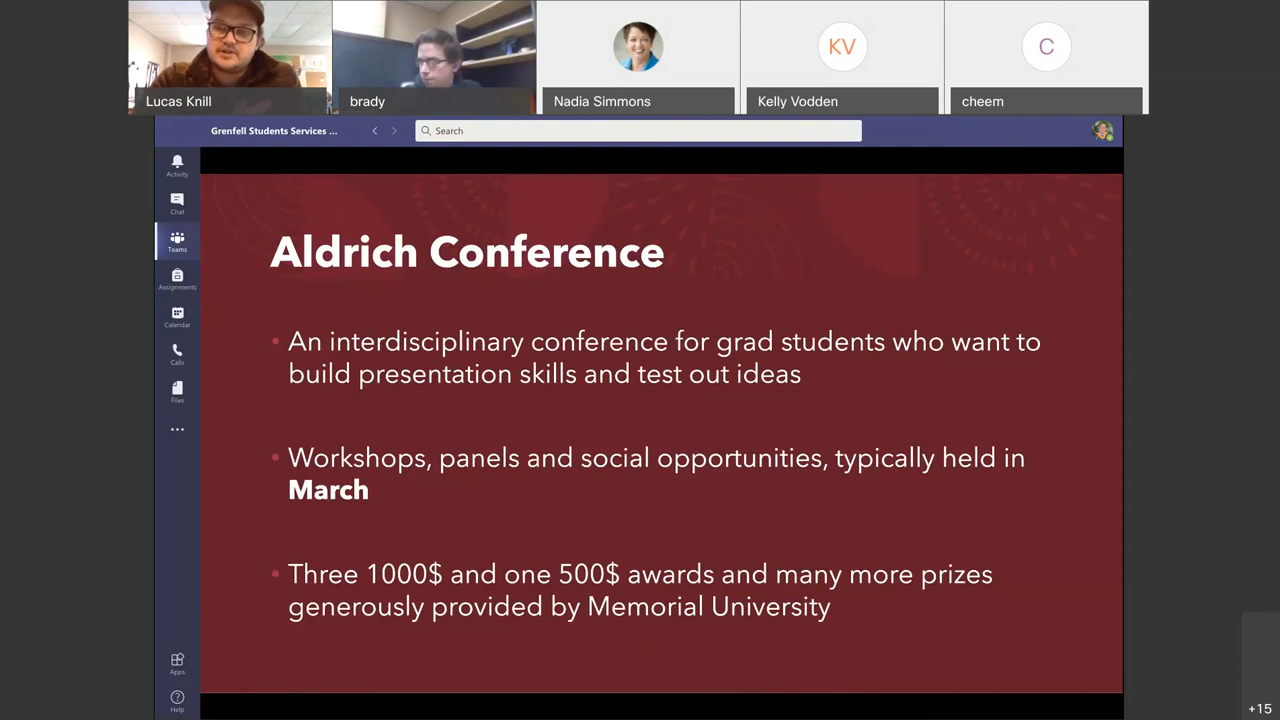 Lucas Knill
brady
Nadia Simmons
KV
Kelly Vodden
C
cheem
Grenfell Students Services ...
Search
Activity
Chat
Teams
Assignments
Calendar
Calls
Files
Apps
Help
Aldrich Conference
• An interdisciplinary conference for grad students who want to
build presentation skills and test out ideas
• Workshops, panels and social opportunities, typically held in
March
• Three 1000$ and one 500$ awards and many more prizes
generously provided by Memorial University
+15